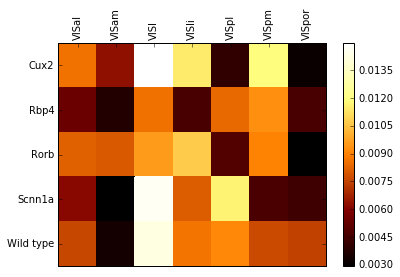 VISal VISam VISl VISli VISpl VISpm VISpor
Cux2
Rbp4
Rorb
Scnn1a
Wild type
0.0135
0.0120
0.0105
0.0090
0.0075
0.0060
0.0045
0.0030